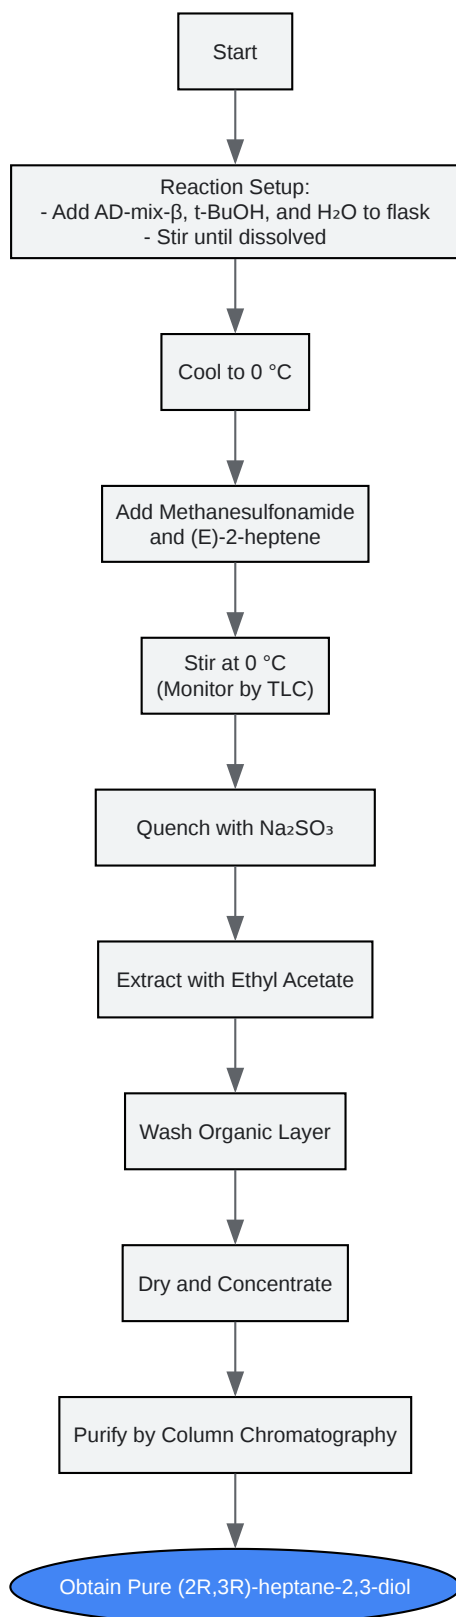 Start
Reaction Setup:
- Add AD-mix-β, t-BuOH, and H₂O to flask
- Stir until dissolved
Cool to 0 °C
Add Methanesulfonamide
and (E)-2-heptene
Stir at 0 °C
(Monitor by TLC)
Quench with Na₂SO₃
Extract with Ethyl Acetate
Wash Organic Layer
Dry and Concentrate
Purify by Column Chromatography
Obtain Pure (2R,3R)-heptane-2,3-diol